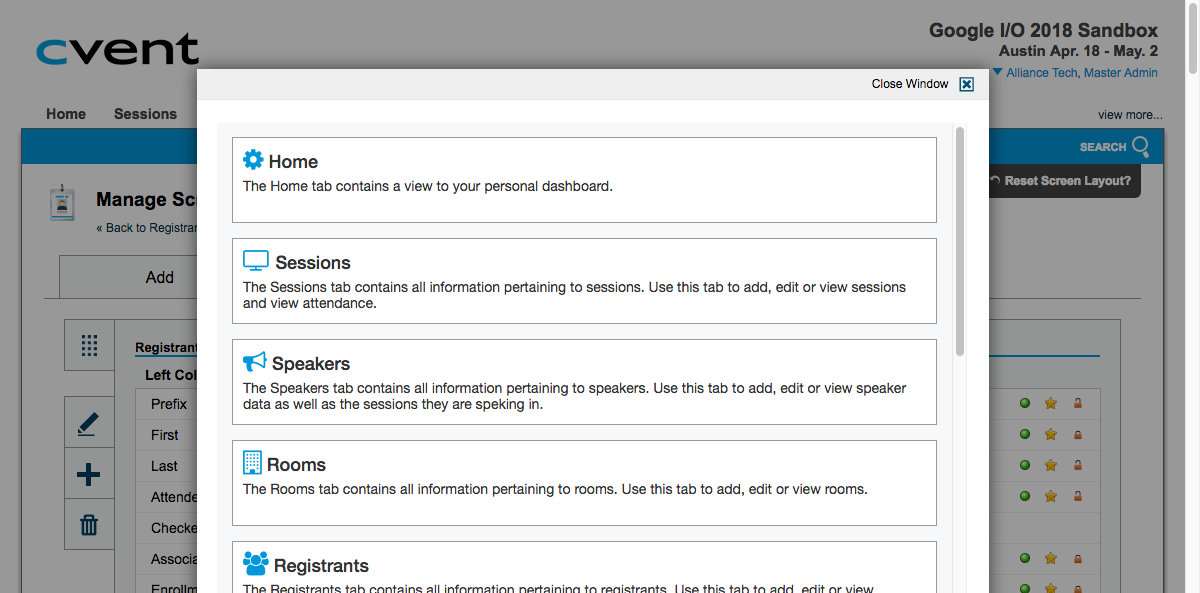 cvent
Google I/O 2018 Sandbox
Austin Apr. 18 - May. 2
Alliance Tech, Master Admin
Home Sessions
view more...
SEARCH
Reset Screen Layout?
Manage Sc
« Back to Registrar
Add
Registrant
Left Col
Prefix
First
Last
Attende
Checke
Associa
Enrollm
Close Window
Home
The Home tab contains a view to your personal dashboard.
Sessions
The Sessions tab contains all information pertaining to sessions. Use this tab to add, edit or view sessions
and view attendance.
Speakers
The Speakers tab contains all information pertaining to speakers. Use this tab to add, edit or view speaker
data as well as the sessions they are speking in.
Rooms
The Rooms tab contains all information pertaining to rooms. Use this tab to add, edit or view rooms.
Registrants
The Registrants tab contains all information pertaining to registrants. Use this tab to add, edit or view